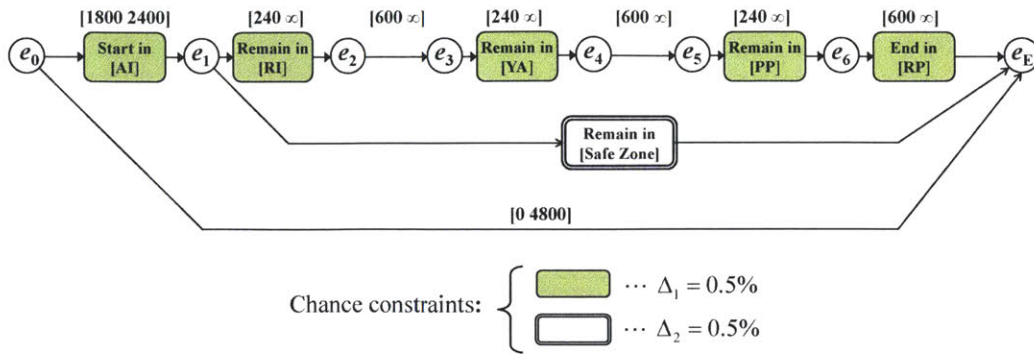 [1800 2400] [240 ∞] [600 ∞] [240 ∞] [600 ∞] [240 ∞] [600 ∞]
e₀ Start in e₁ Remain in e₂ e₃ Remain in e₄ e₅ Remain in e₆ End in e_E
[AI] [RI] [YA] [PP] [RP]
Remain in
[Safe Zone]
[0 4800]
Chance constraints:
··· Δ₁ = 0.5%
··· Δ₂ = 0.5%